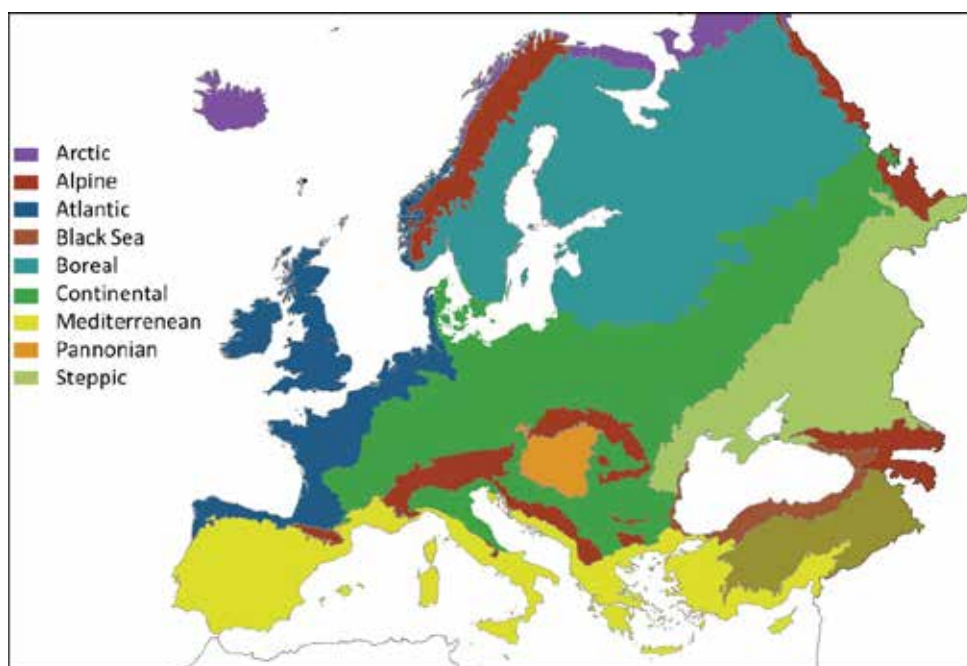 Arctic
Alpine
Atlantic
Black Sea
Boreal
Continental
Mediterrenean
Pannonian
Steppic